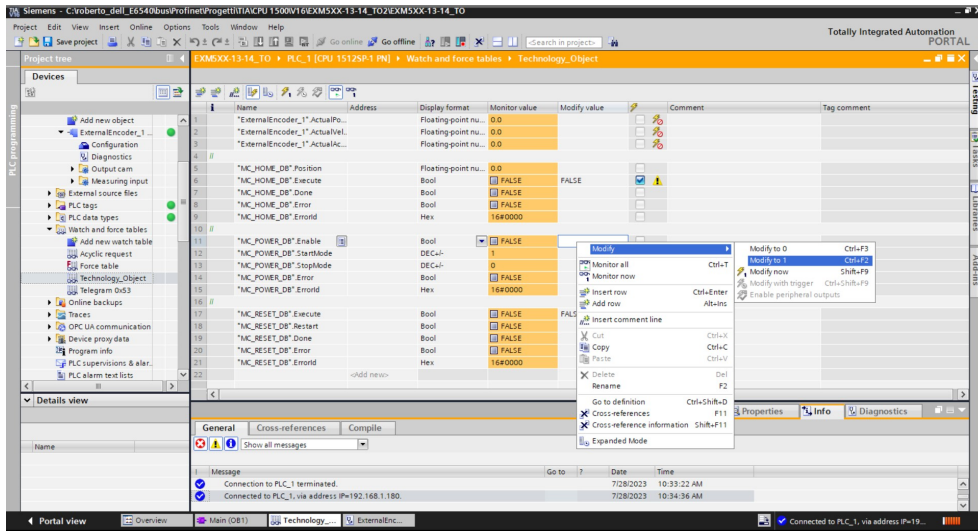 Siemens - C:\roberto_dell_E6540\bus\Profinet\Progetti\TIA\CPU 1500\V16\EXM5XX-13-14_TO2\EXM5XX-13-14_TO
Project Edit View Insert Online Options Tools Window Help
Totally Integrated Automation
PORTAL
Save project Go online Go offline <Search in project>
Project tree
EXM5XX-13-14_TO ▸ PLC_1 [CPU 1512SP-1 PN] ▸ Watch and force tables ▸ Technology_Object
Devices
PLC programming
Testing
Tasks
Libraries
Add-ins
Add new object
ExternalEncoder_1 ...
Configuration
Diagnostics
Output cam
Measuring input
External source files
PLC tags
PLC data types
Watch and force tables
Add new watch table
Acyclic request
Force table
Technology_Object
Telegram 0x53
Online backups
Traces
OPC UA communication
Device proxy data
Program info
PLC supervisions & alar...
PLC alarm text lists
Details view
Name
i Name Address Display format Monitor value Modify value Comment Tag comment
1 "ExternalEncoder_1".ActualPo... Floating-point nu... 0.0
2 "ExternalEncoder_1".ActualVel... Floating-point nu... 0.0
3 "ExternalEncoder_1".ActualAc... Floating-point nu... 0.0
4 //
5 "MC_HOME_DB".Position Floating-point nu... 0.0
6 "MC_HOME_DB".Execute Bool FALSE FALSE
7 "MC_HOME_DB".Done Bool FALSE
8 "MC_HOME_DB".Error Bool FALSE
9 "MC_HOME_DB".ErrorId Hex 16#0000
10 //
11 "MC_POWER_DB".Enable Bool FALSE
12 "MC_POWER_DB".StartMode DEC+/- 1
13 "MC_POWER_DB".StopMode DEC+/- 0
14 "MC_POWER_DB".Error Bool FALSE
15 "MC_POWER_DB".ErrorId Hex 16#0000
16 //
17 "MC_RESET_DB".Execute Bool FALSE FALS
18 "MC_RESET_DB".Restart Bool FALSE
19 "MC_RESET_DB".Done Bool FALSE
20 "MC_RESET_DB".Error Bool FALSE
21 "MC_RESET_DB".ErrorId Hex 16#0000
22 <Add new>
Modify
Monitor all Ctrl+T
Monitor now
Insert row Ctrl+Enter
Add row Alt+Ins
Insert comment line
Cut Ctrl+X
Copy Ctrl+C
Paste Ctrl+V
Delete Del
Rename F2
Go to definition Ctrl+Shift+D
Cross-references F11
Cross-reference information Shift+F11
Expanded Mode
Modify to 0 Ctrl+F3
Modify to 1 Ctrl+F2
Modify now Shift+F9
Modify with trigger Ctrl+Shift+F9
Enable peripheral outputs
Properties Info Diagnostics
General Cross-references Compile
Show all messages
! Message Go to ? Date Time
Connection to PLC_1 terminated. 7/28/2023 10:33:22 AM
Connected to PLC_1, via address IP=192.168.1.180. 7/28/2023 10:34:36 AM
Portal view Overview Main (OB1) Technology_... ExternalEnc... Connected to PLC_1, via address IP=19...